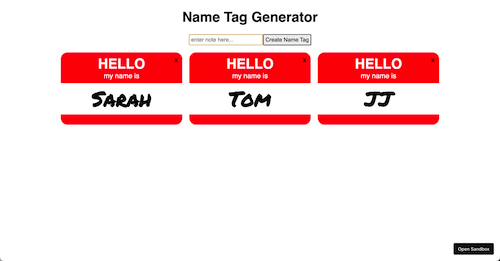 Name Tag Generator
enter note here... Create Name Tag
x x x
HELLO HELLO HELLO
my name is my name is my name is
Sarah Tom JJ
Open Sandbox